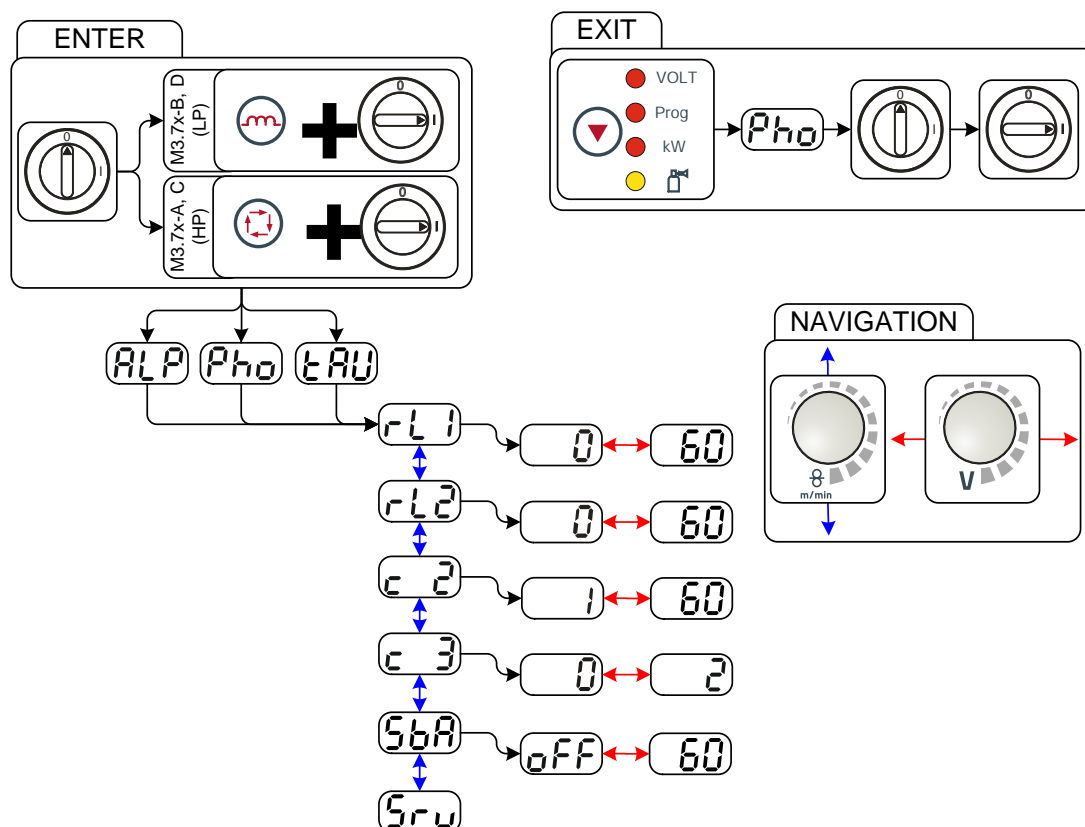 ENTER
0
I
M3.7x-B, D
(LP)
0
I
M3.7x-A, C
(HP)
0
I
EXIT
VOLT
Prog
kW
Pho
0
I
0
I
ALP
Pho
tAU
NAVIGATION
m/min
V
rL1
0
60
rL2
0
60
c 2
1
60
c 3
0
2
SbA
oFF
60
Srv